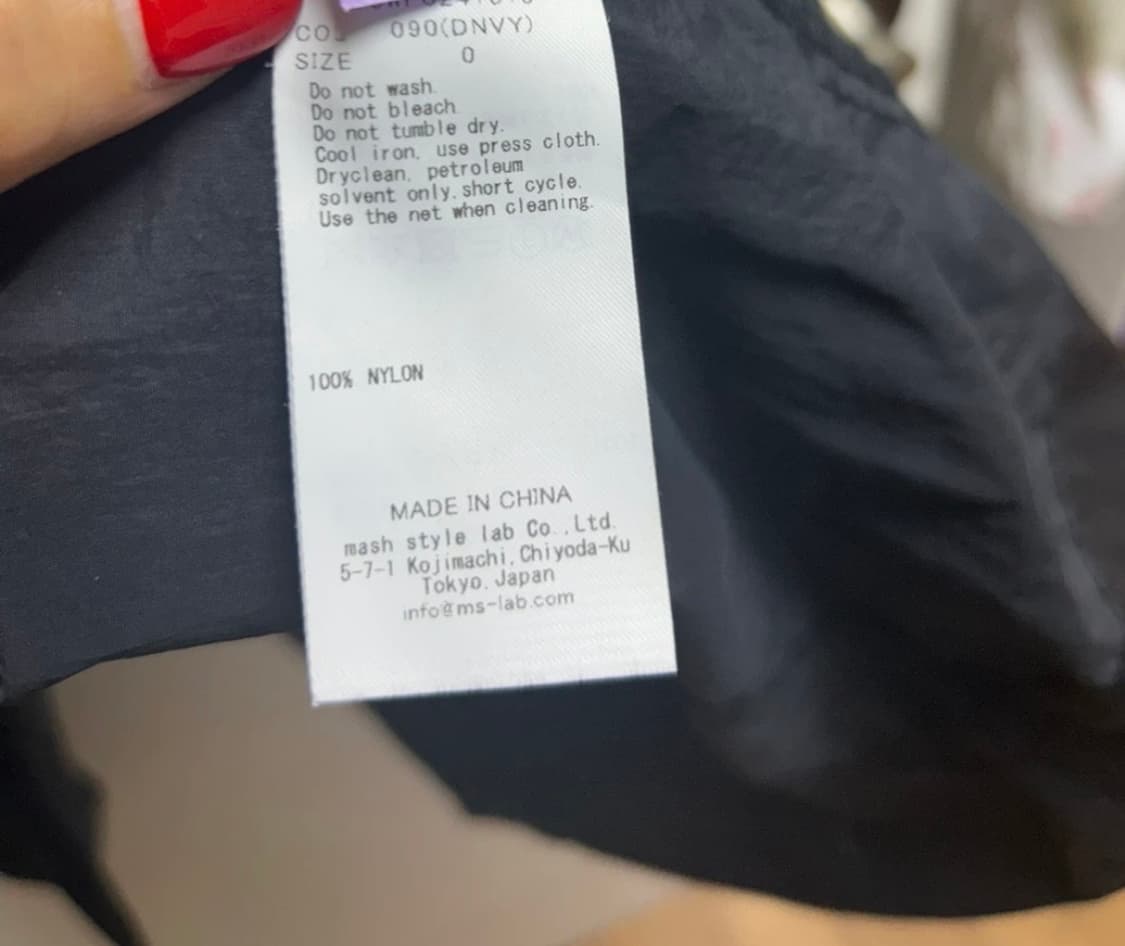 090(DNVY)
SIZE 0
Do not wash.
Do not bleach
Do not tumble dry.
Cool iron, use press cloth.
Dryclean, petroleum
solvent only. short cycle.
Use the net when cleaning.
100% NYLON
MADE IN CHINA
mash style lab Co.,Ltd.
5-7-1 Kojimachi, Chiyoda-Ku
Tokyo. Japan
info@ms-lab.com